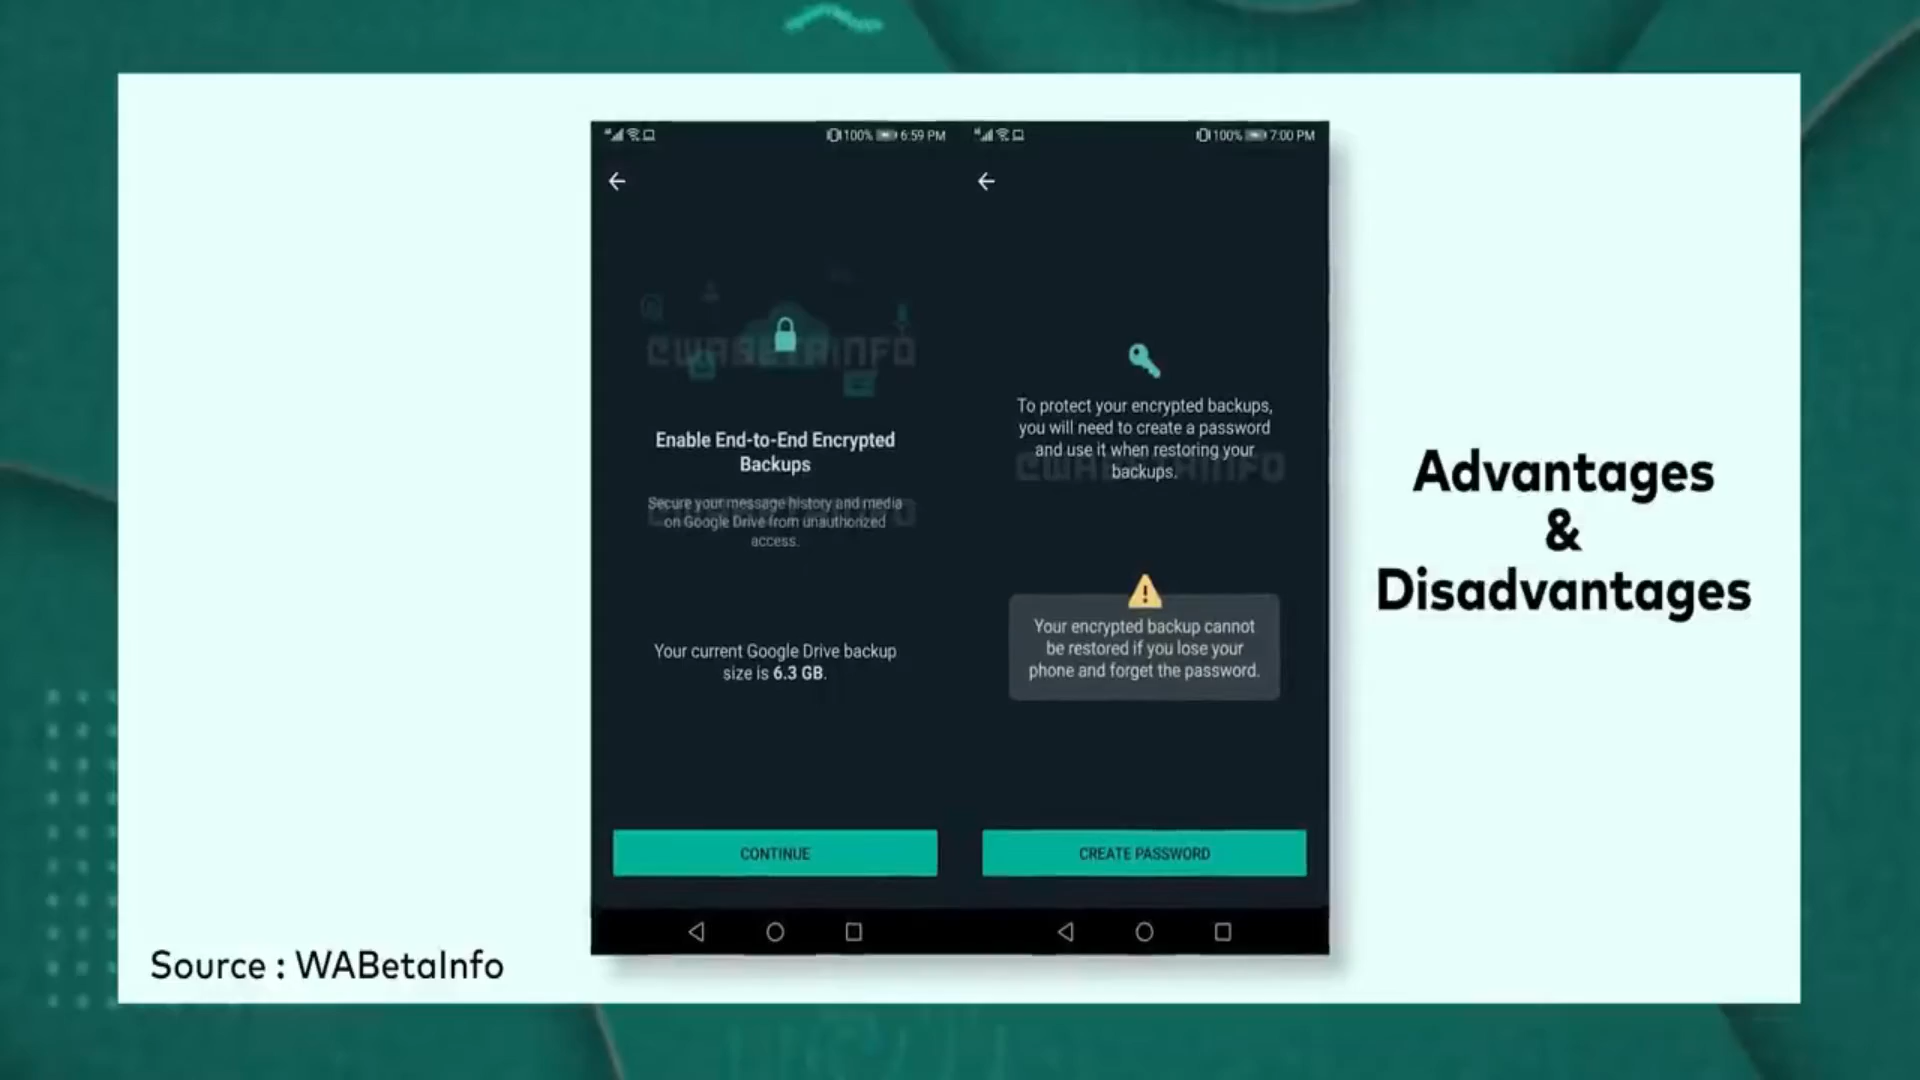 100% 6:59 PM
100% 7:00 PM
@WABETAINFO
Enable End-to-End Encrypted
Backups
Secure your message history and media
on Google Drive from unauthorized
access.
Your current Google Drive backup
size is 6.3 GB.
CONTINUE
To protect your encrypted backups,
you will need to create a password
and use it when restoring your
backups.
@WABETAINFO
Your encrypted backup cannot
be restored if you lose your
phone and forget the password.
CREATE PASSWORD
Advantages
&
Disadvantages
Source : WABetaInfo